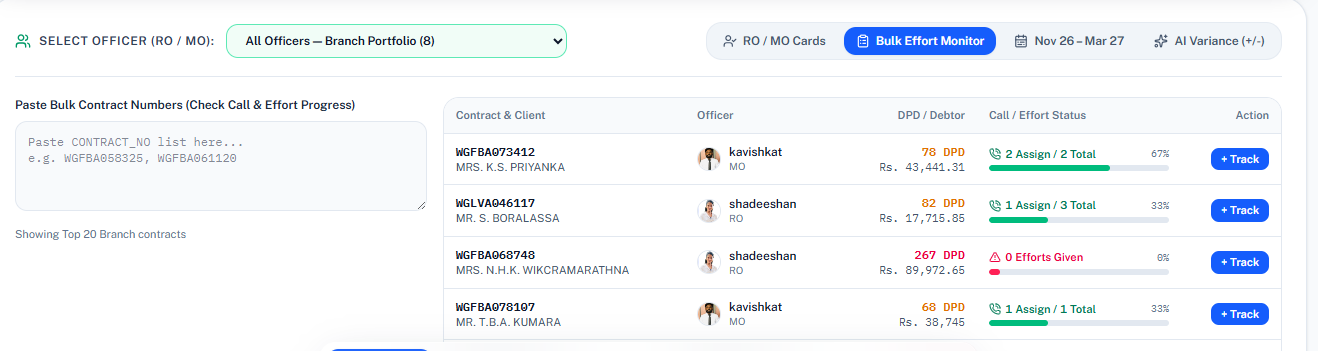 SELECT OFFICER (RO / MO):
All Officers — Branch Portfolio (8)
RO / MO Cards
Bulk Effort Monitor
Nov 26 – Mar 27
AI Variance (+/-)
Paste Bulk Contract Numbers (Check Call & Effort Progress)
Paste CONTRACT_NO list here...
e.g. WGFBA058325, WGFBA061120
Showing Top 20 Branch contracts
Contract & Client Officer DPD / Debtor Call / Effort Status Action
WGFBA073412 kavishkat 78 DPD 2 Assign / 2 Total 67% + Track
MRS. K.S. PRIYANKA MO Rs. 43,441.31
WGLVA046117 shadeeshan 82 DPD 1 Assign / 3 Total 33% + Track
MR. S. BORALASSA RO Rs. 17,715.85
WGFBA068748 shadeeshan 267 DPD 0 Efforts Given 0% + Track
MRS. N.H.K. WIKCRAMARATHNA RO Rs. 89,972.65
WGFBA078107 kavishkat 68 DPD 1 Assign / 1 Total 33% + Track
MR. T.B.A. KUMARA MO Rs. 38,745